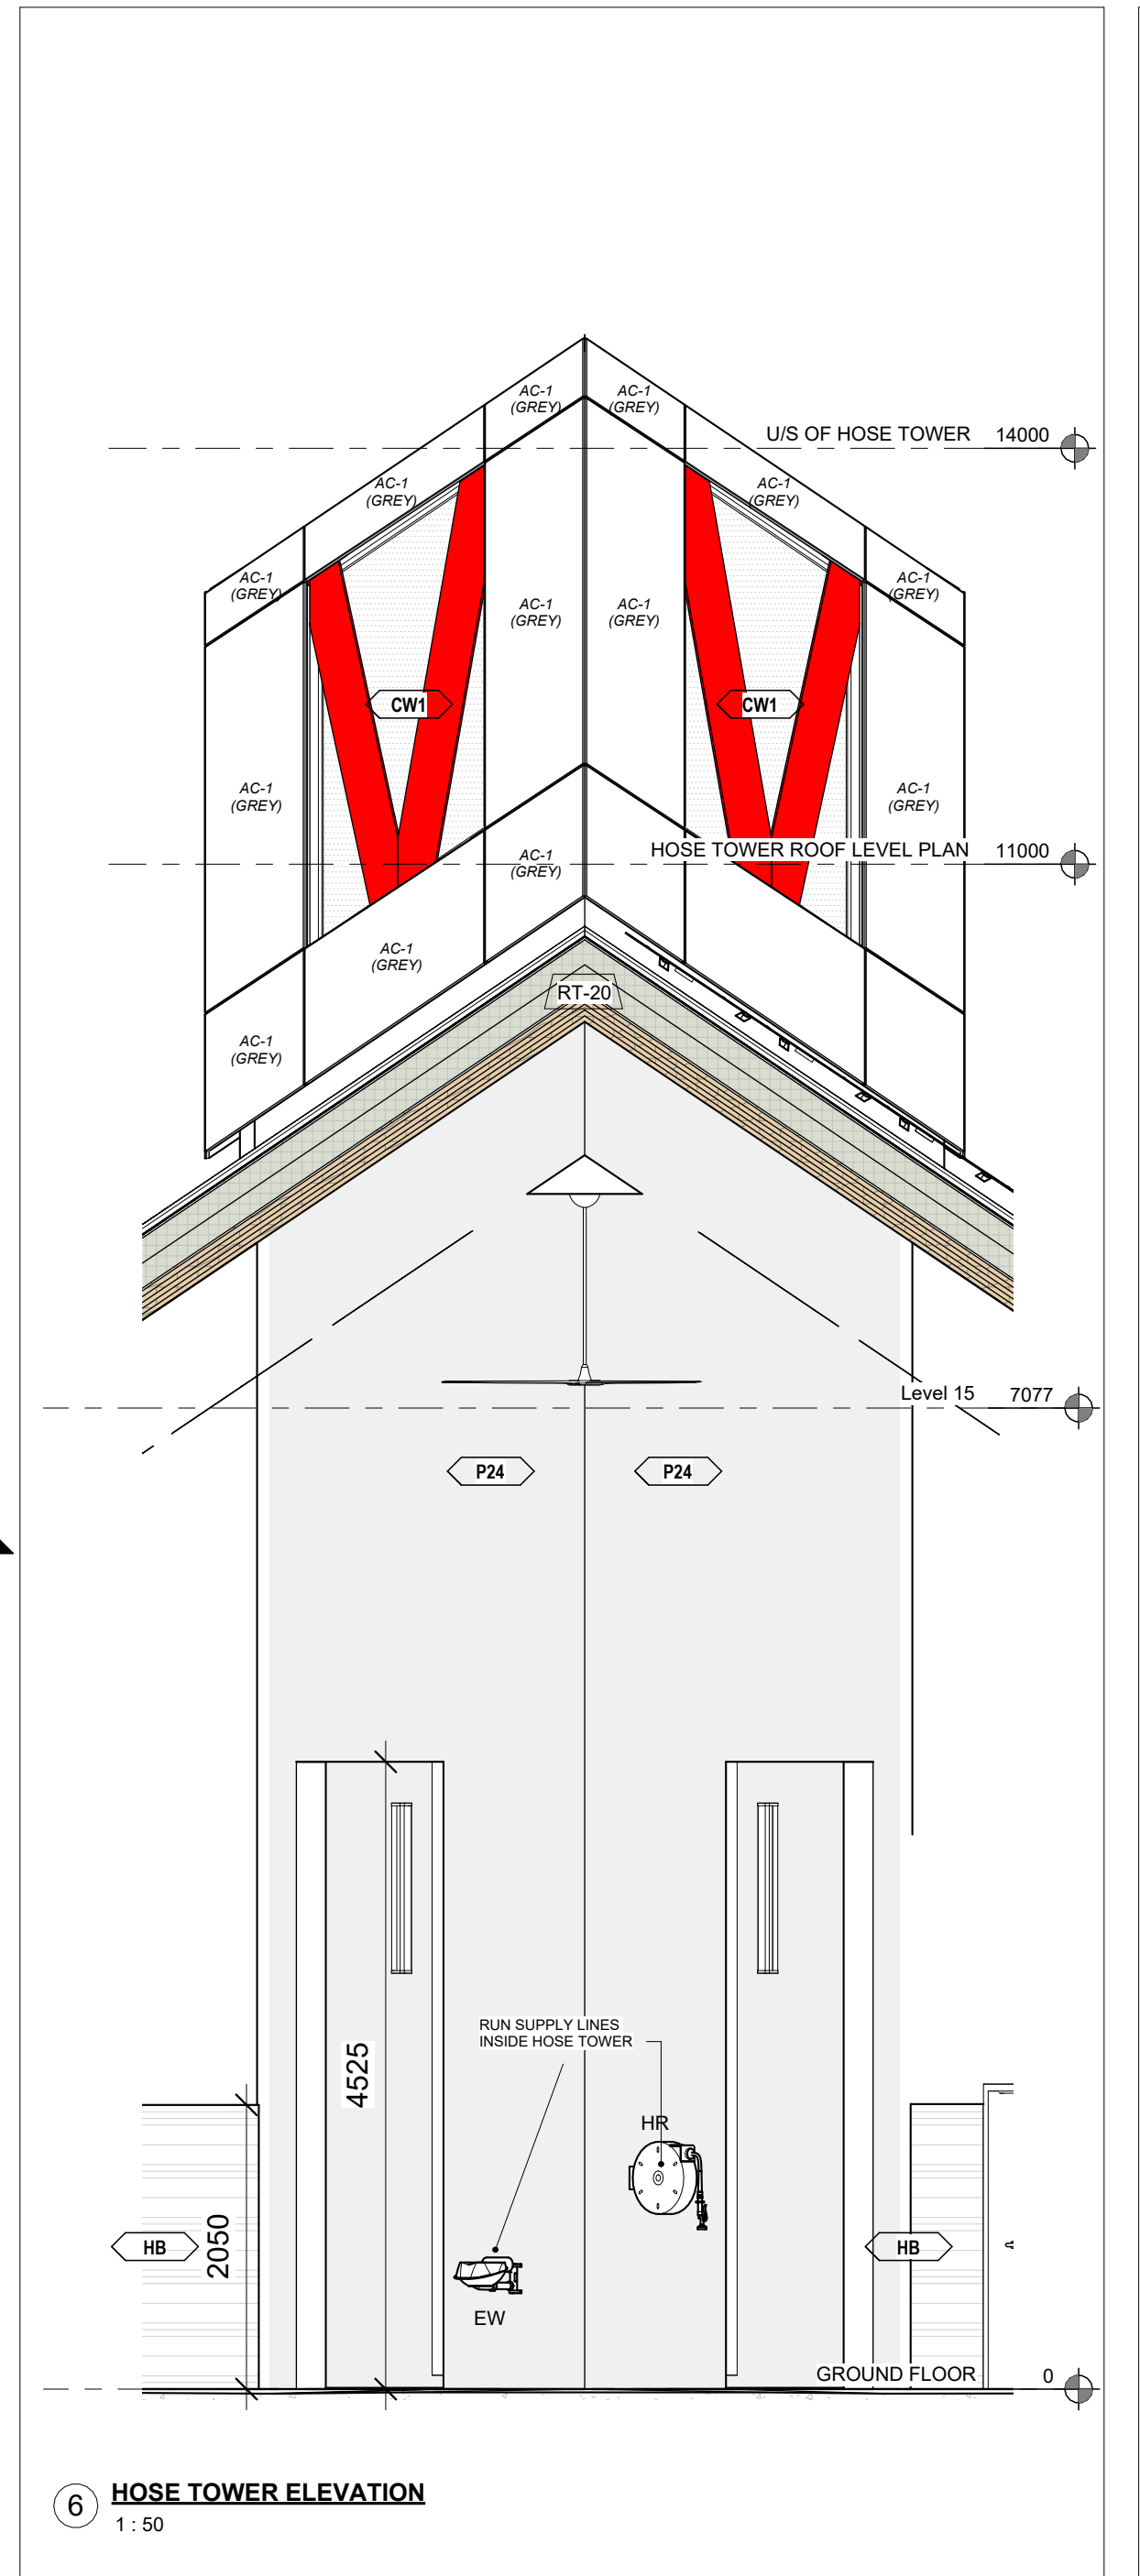 AC-1
(GREY)
AC-1
(GREY)
U/S OF HOSE TOWER 14000
AC-1
(GREY)
AC-1
(GREY)
AC-1
(GREY)
AC-1
(GREY)
AC-1
(GREY)
AC-1
(GREY)
CW1
CW1
AC-1
(GREY)
AC-1
(GREY)
HOSE TOWER ROOF LEVEL PLAN 11000
AC-1
(GREY)
AC-1
(GREY)
RT-20
AC-1
(GREY)
Level 15 7077
P24
P24
RUN SUPPLY LINES
INSIDE HOSE TOWER
4525
HR
2050
HB
HB
EW
GROUND FLOOR 0
6
HOSE TOWER ELEVATION
1 : 50